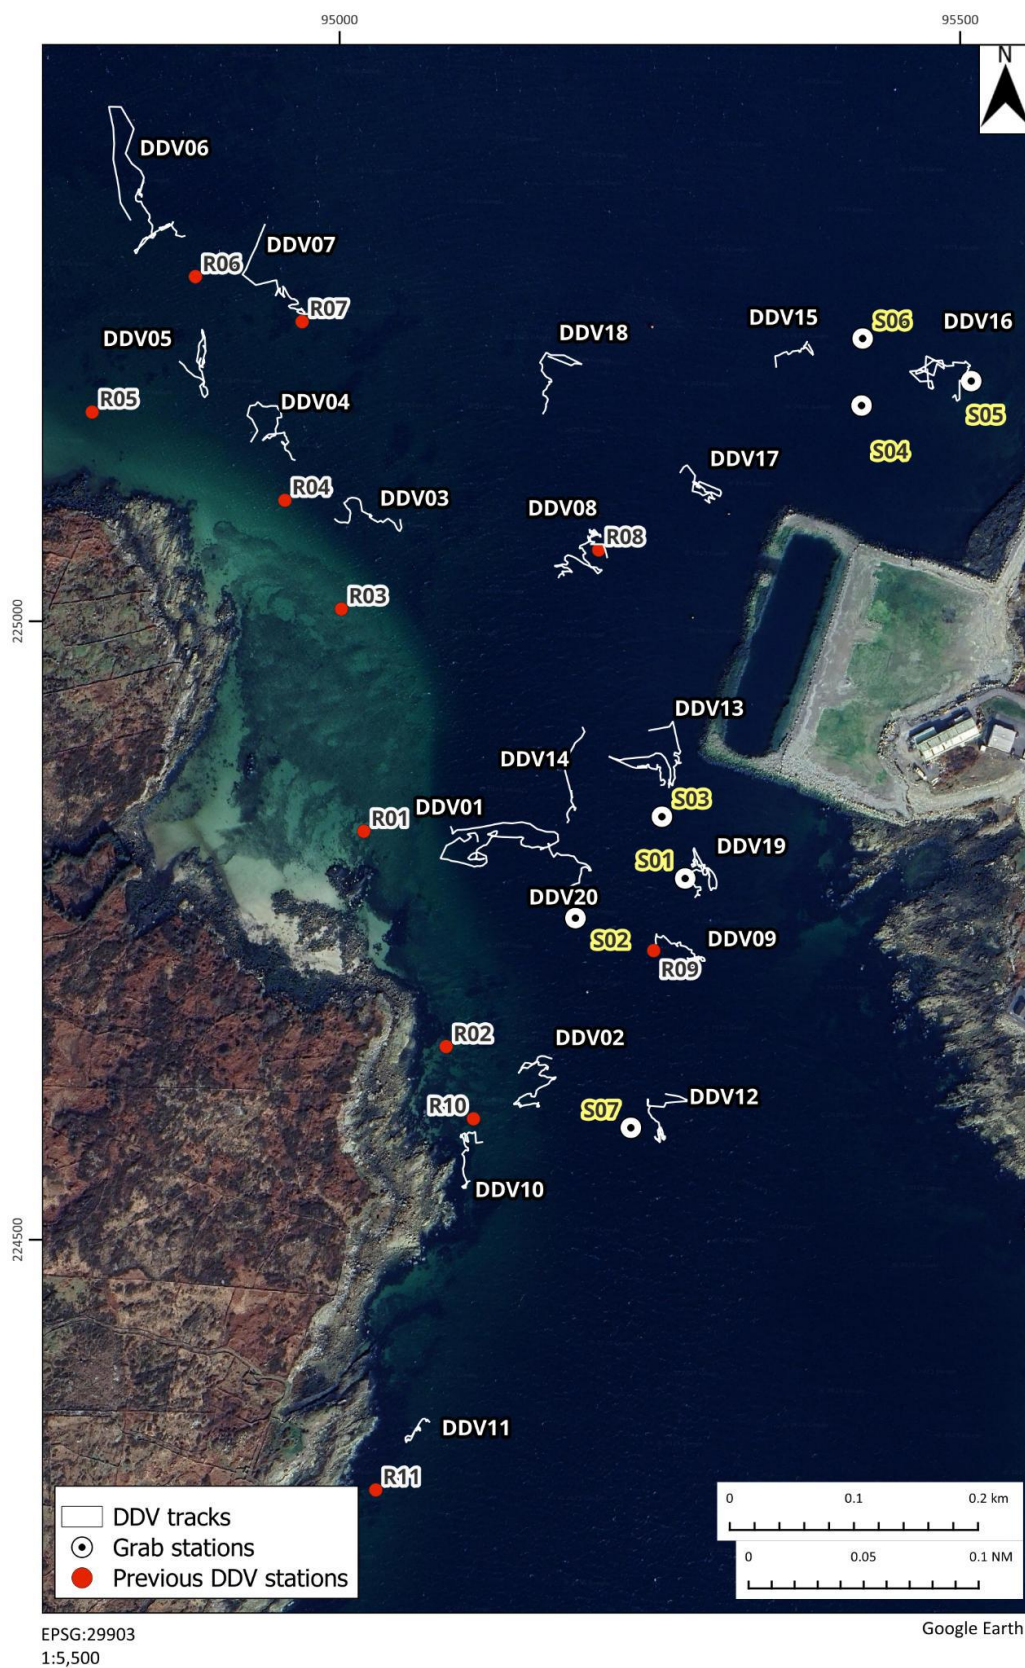 95000
95500
N
DDV06
DDV07
R06
R07
DDV05
DDV18
DDV15
S06
DDV16
R05
DDV04
S05
S04
DDV17
R04
DDV03
DDV08
R08
R03
225000
DDV13
DDV14
DDV01
R01
S03
S01
DDV19
DDV20
S02
DDV09
R09
R02
DDV02
R10
S07
DDV12
DDV10
224500
DDV11
R11
DDV tracks
Grab stations
Previous DDV stations
0 0.1 0.2 km
0 0.05 0.1 NM
EPSG:29903
1:5,500
Google Earth